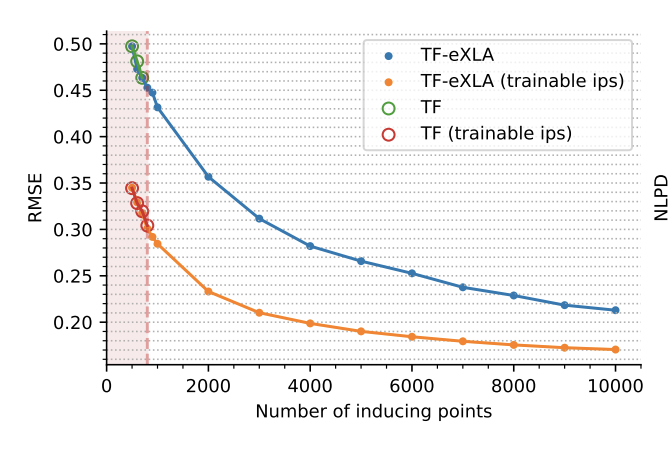 0.50
0.45
0.40
0.35
0.30
0.25
0.20
RMSE
TF-eXLA
TF-eXLA (trainable ips)
TF
TF (trainable ips)
0
2000
4000
6000
8000
10000
Number of inducing points
NLPD